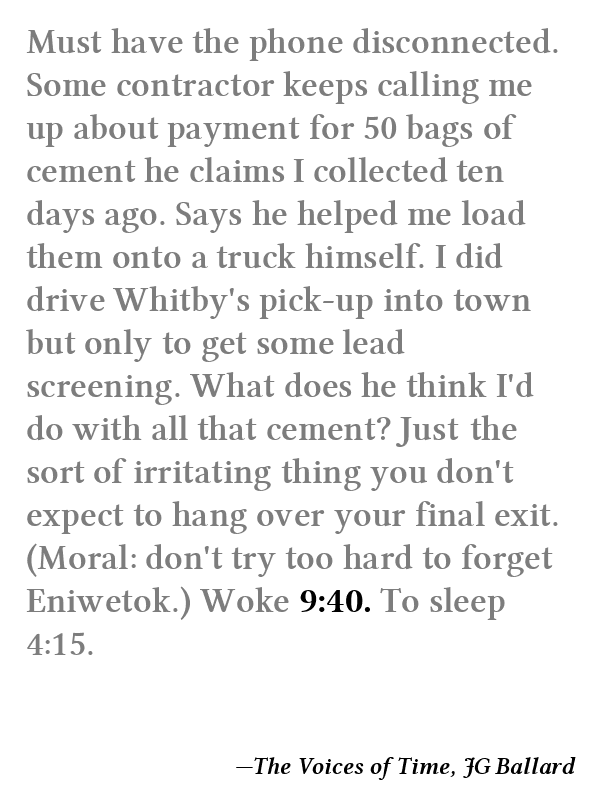 Must have the phone disconnected.
Some contractor keeps calling me
up about payment for 50 bags of
cement he claims I collected ten
days ago. Says he helped me load
them onto a truck himself. I did
drive Whitby's pick-up into town
but only to get some lead
screening. What does he think I'd
do with all that cement? Just the
sort of irritating thing you don't
expect to hang over your final exit.
(Moral: don't try too hard to forget
Eniwetok.) Woke 9:40. To sleep
4:15.
—The Voices of Time, JG Ballard